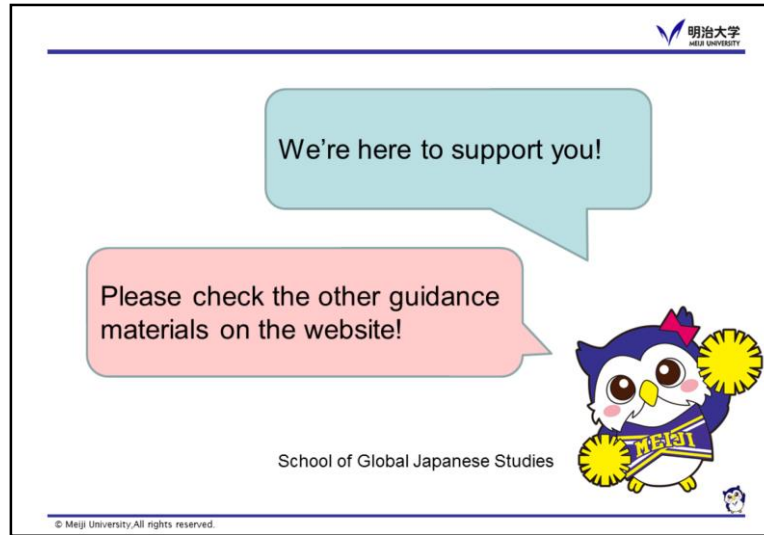 明治大学
MEIJI UNIVERSITY
We’re here to support you!
Please check the other guidance
materials on the website!
MEIJI
School of Global Japanese Studies
© Meiji University,All rights reserved.